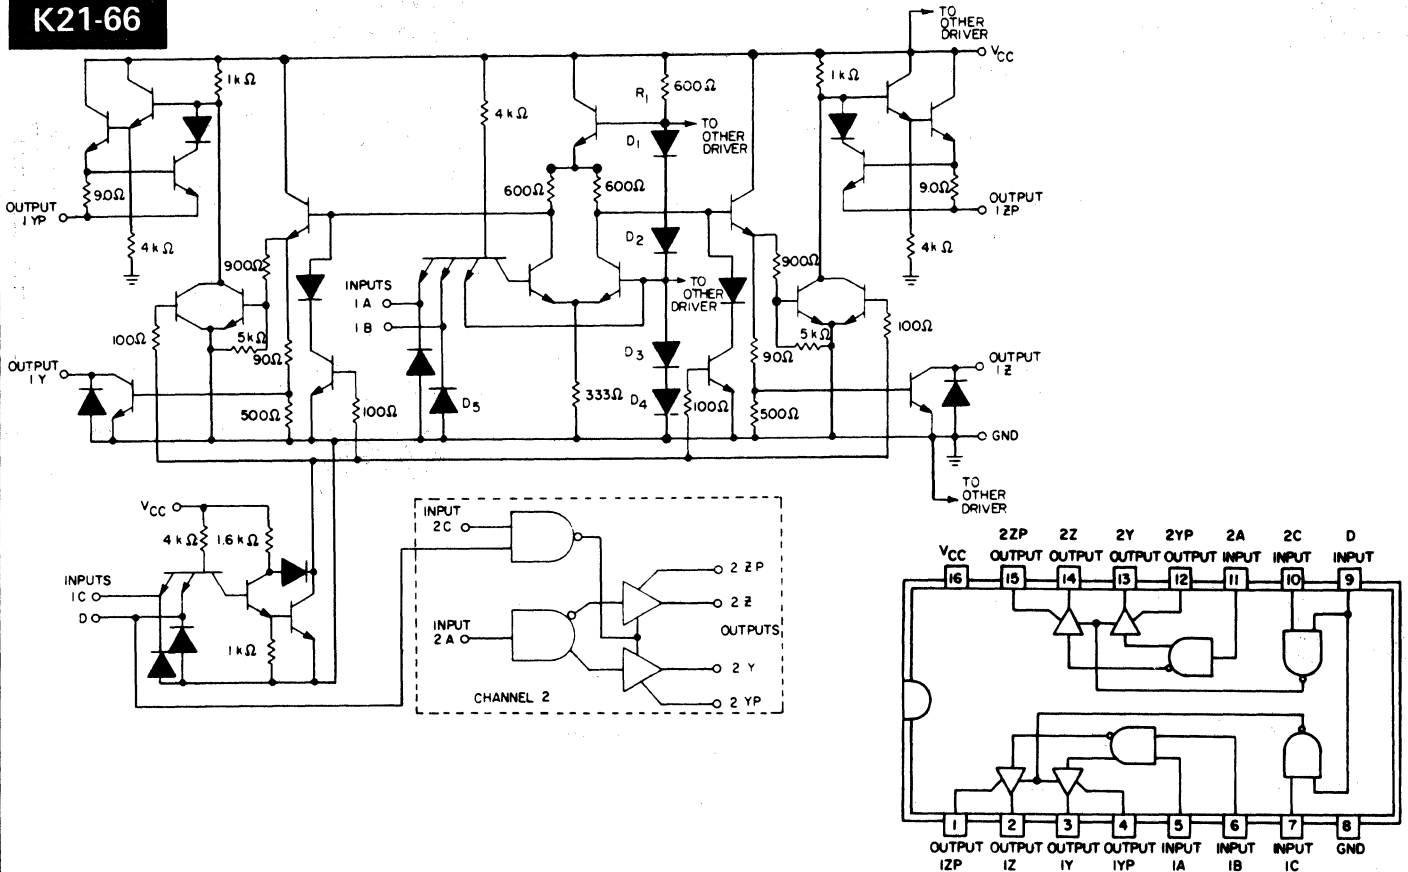 K21-66
TO
OTHER
DRIVER
VCC
1kΩ
4kΩ
R1
600Ω
TO
OTHER
DRIVER
1kΩ
D1
9.0Ω
600Ω
600Ω
9.0Ω
OUTPUT
1YP
OUTPUT
1ZP
4kΩ
D2
4kΩ
900Ω
900Ω
INPUTS
1A
1B
TO
OTHER
DRIVER
100Ω
5kΩ
90Ω
D3
90Ω
5kΩ
100Ω
OUTPUT
1Y
OUTPUT
1Z
500Ω
100Ω
D5
333Ω
D4
100Ω
500Ω
GND
TO
OTHER
DRIVER
VCC
4kΩ
1.6kΩ
INPUTS
1C
D
1kΩ
INPUT
2C
INPUT
2A
2ZP
2Z
OUTPUTS
2Y
2YP
CHANNEL 2
VCC
2ZP
OUTPUT
2Z
OUTPUT
2Y
OUTPUT
2YP
OUTPUT
2A
INPUT
2C
INPUT
D
INPUT
16 15 14 13 12 11 10 9
1 2 3 4 5 6 7 8
OUTPUT
1ZP
OUTPUT
1Z
OUTPUT
1Y
OUTPUT
1YP
INPUT
1A
INPUT
1B
INPUT
1C
GND